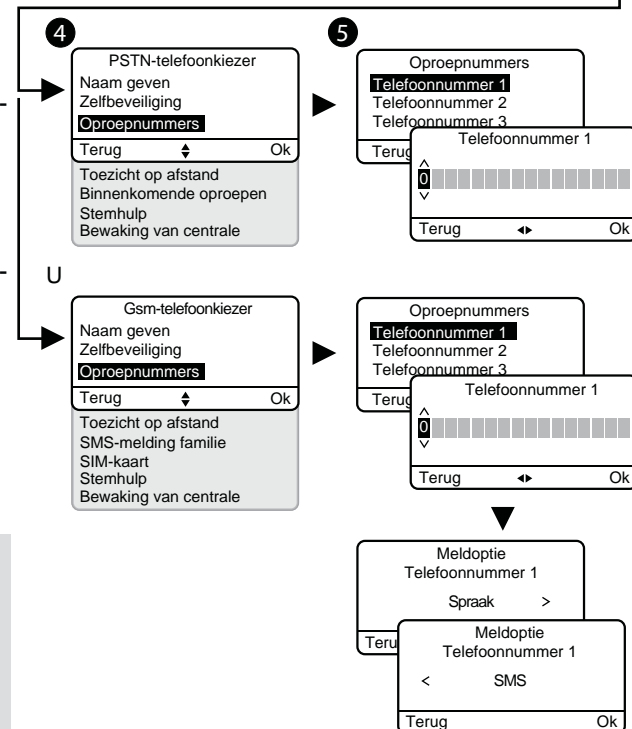 4
PSTN-telefoonkiezer
Naam geven
Zelfbeveiliging
Oproepnummers
Terug Ok
Toezicht op afstand
Binnenkomende oproepen
Stemhulp
Bewaking van centrale
5
Oproepnummers
Telefoonnummer 1
Telefoonnummer 2
Telefoonnummer 3
Terug
Telefoonnummer 1
0
Terug Ok
U
Gsm-telefoonkiezer
Naam geven
Zelfbeveiliging
Oproepnummers
Terug Ok
Toezicht op afstand
SMS-melding familie
SIM-kaart
Stemhulp
Bewaking van centrale
Oproepnummers
Telefoonnummer 1
Telefoonnummer 2
Telefoonnummer 3
Terug
Telefoonnummer 1
0
Terug Ok
Meldoptie
Telefoonnummer 1
Spraak >
Teru
Meldoptie
Telefoonnummer 1
< SMS
Terug Ok